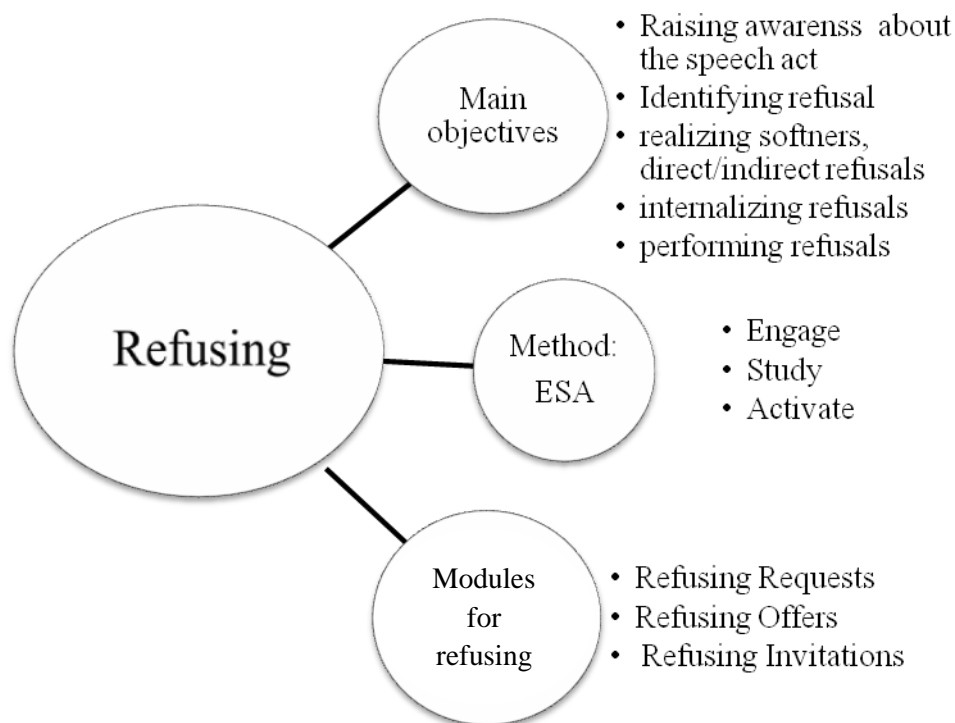 Refusing
Main
objectives
• Raising awarenss about
the speech act
• Identifying refusal
• realizing softners,
direct/indirect refusals
• internalizing refusals
• performing refusals
Method:
ESA
• Engage
• Study
• Activate
Modules
for
refusing
• Refusing Requests
• Refusing Offers
• Refusing Invitations